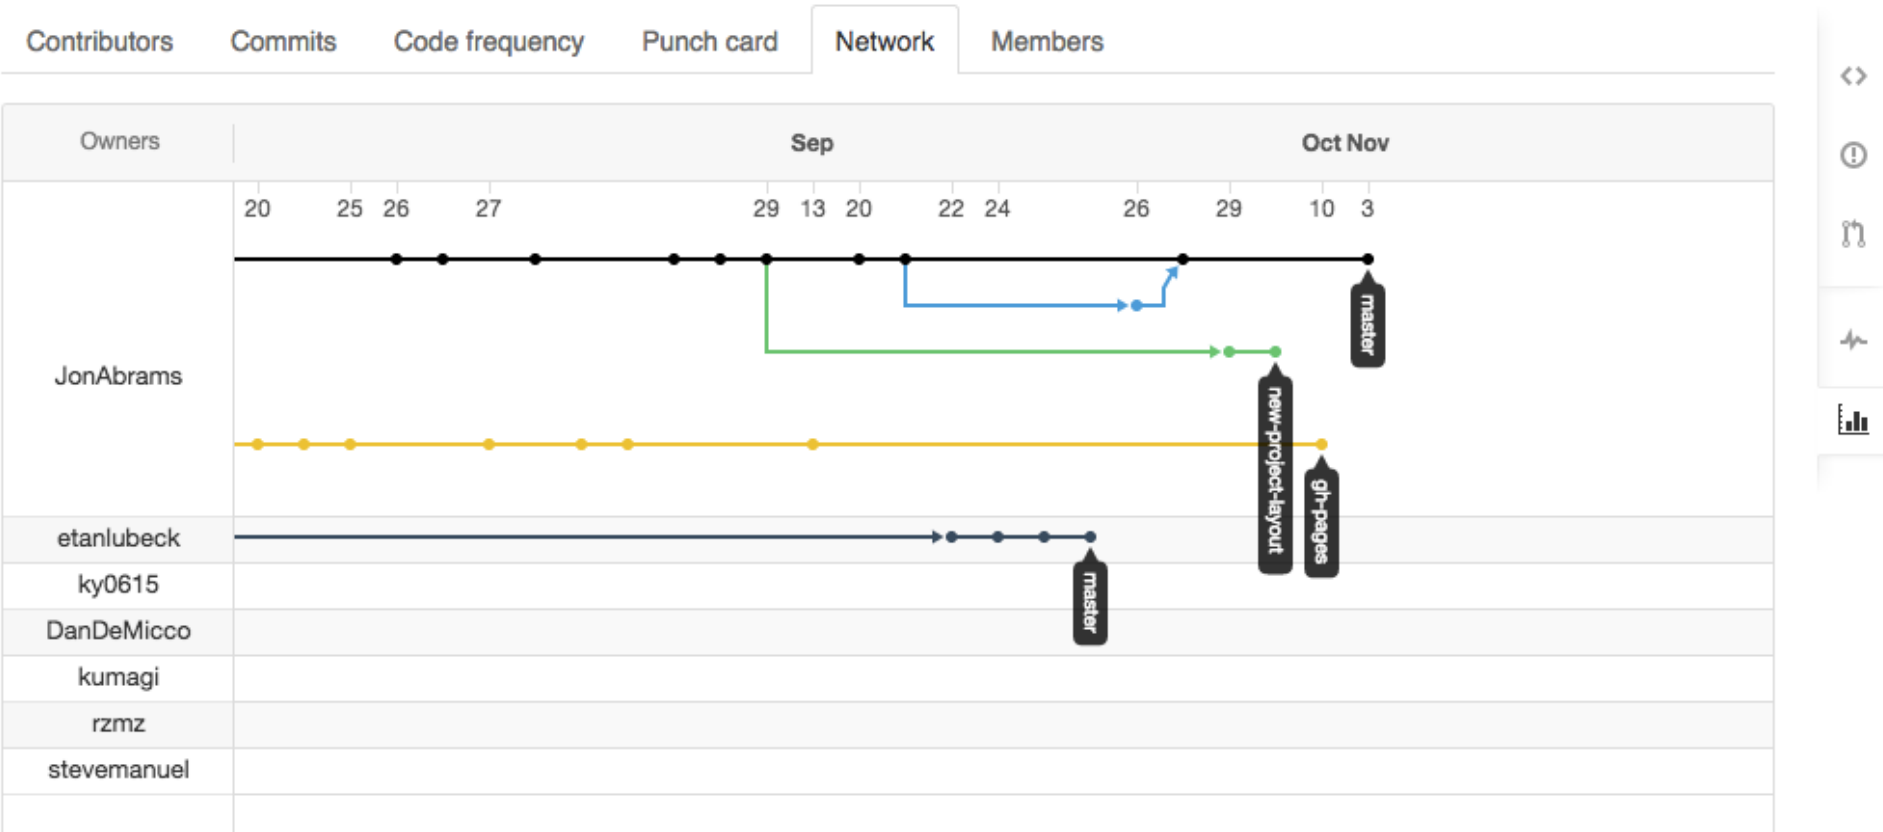 Contributors Commits Code frequency Punch card Network Members
Owners Sep Oct Nov
20 25 26 27 29 13 20 22 24 26 29 10 3
master
JonAbrams
new-project-layout
gh-pages
etanlubeck
master
ky0615
DanDeMicco
kumagi
rzmz
stevemanuel